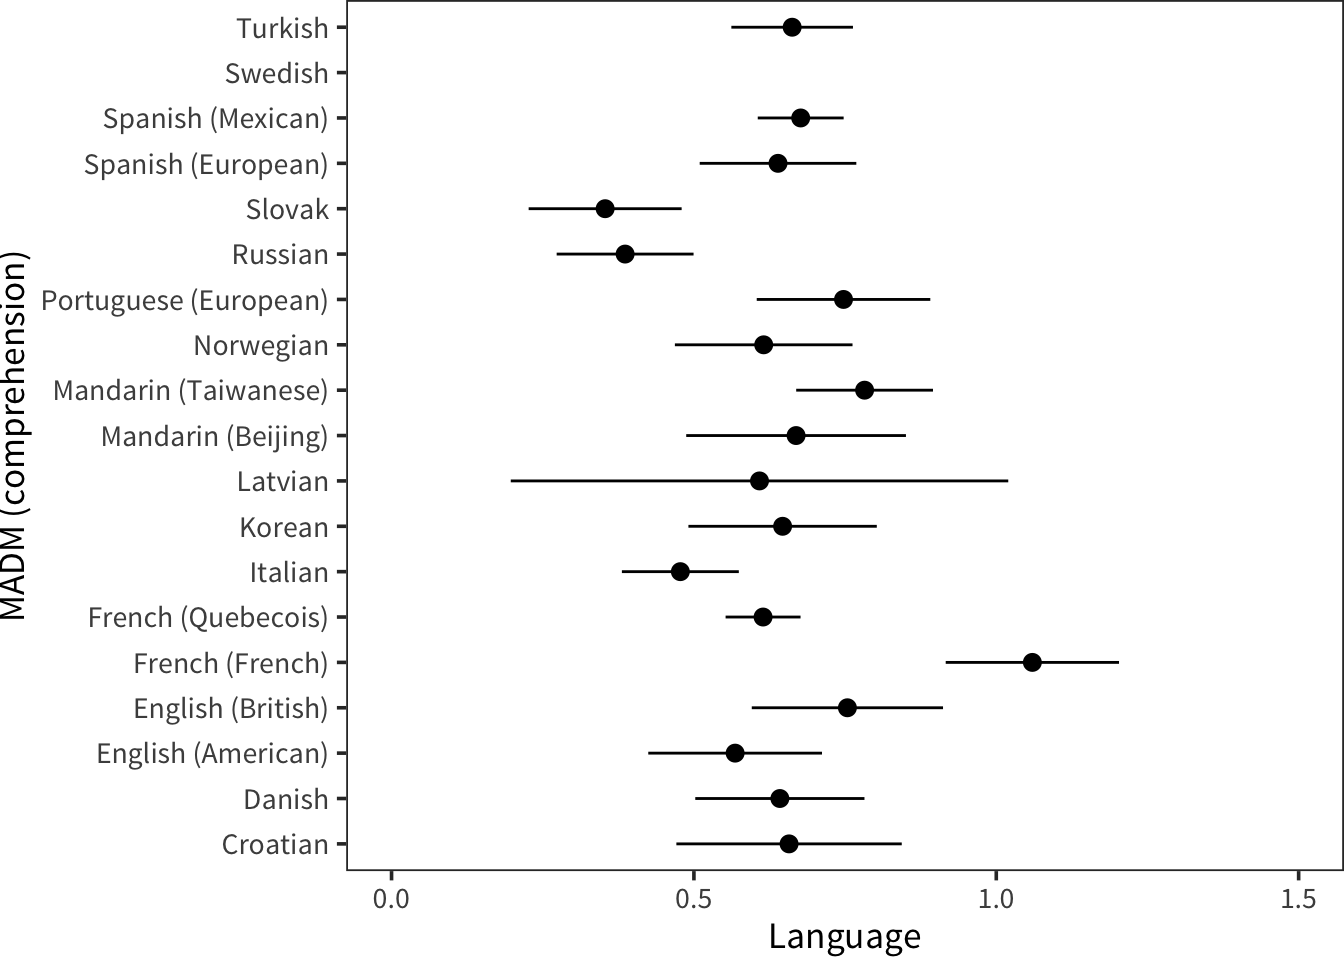 Turkish
Swedish
Spanish (Mexican)
Spanish (European)
Slovak
Russian
Portuguese (European)
Norwegian
Mandarin (Taiwanese)
Mandarin (Beijing)
Latvian
Korean
Italian
French (Quebecois)
French (French)
English (British)
English (American)
Danish
Croatian
MADM (comprehension)
0.0 0.5 1.0 1.5
Language